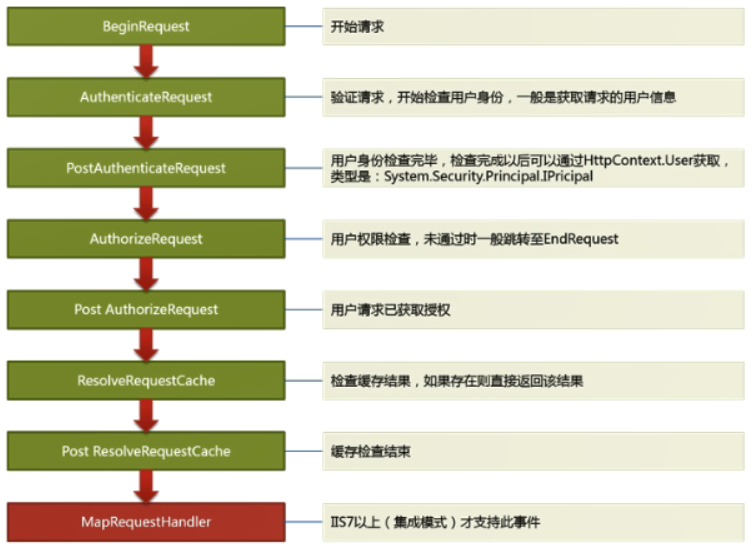 BeginRequest
开始请求
AuthenticateRequest
验证请求，开始检查用户身份，一般是获取请求的用户信息
PostAuthenticateRequest
用户身份检查完毕，检查完成以后可以通过HttpContext.User获取，
类型是：System.Security.Principal.IPricipal
AuthorizeRequest
用户权限检查，未通过时一般跳转至EndRequest
Post AuthorizeRequest
用户请求已获取授权
ResolveRequestCache
检查缓存结果，如果存在则直接返回该结果
Post ResolveRequestCache
缓存检查结束
MapRequestHandler
IIS7以上（集成模式）才支持此事件